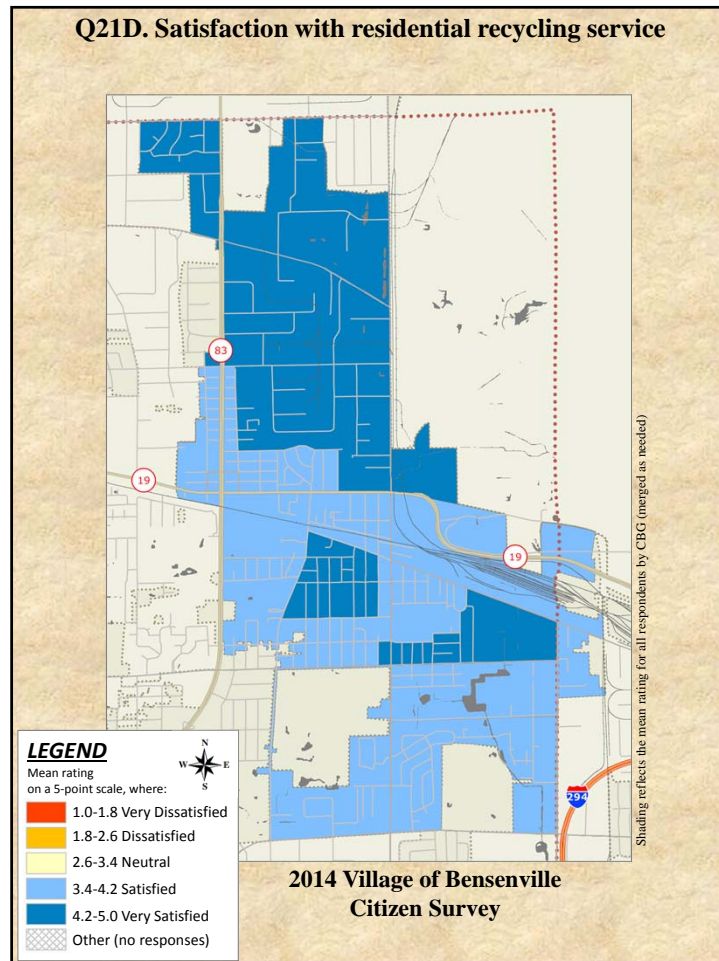 Q21D. Satisfaction with residential recycling service
83
19
19
294
Shading reflects the mean rating for all respondents by CBG (merged as needed)
LEGEND
Mean rating
on a 5-point scale, where:
N
W E
S
1.0-1.8 Very Dissatisfied
1.8-2.6 Dissatisfied
2.6-3.4 Neutral
3.4-4.2 Satisfied
4.2-5.0 Very Satisfied
Other (no responses)
2014 Village of Bensenville
Citizen Survey